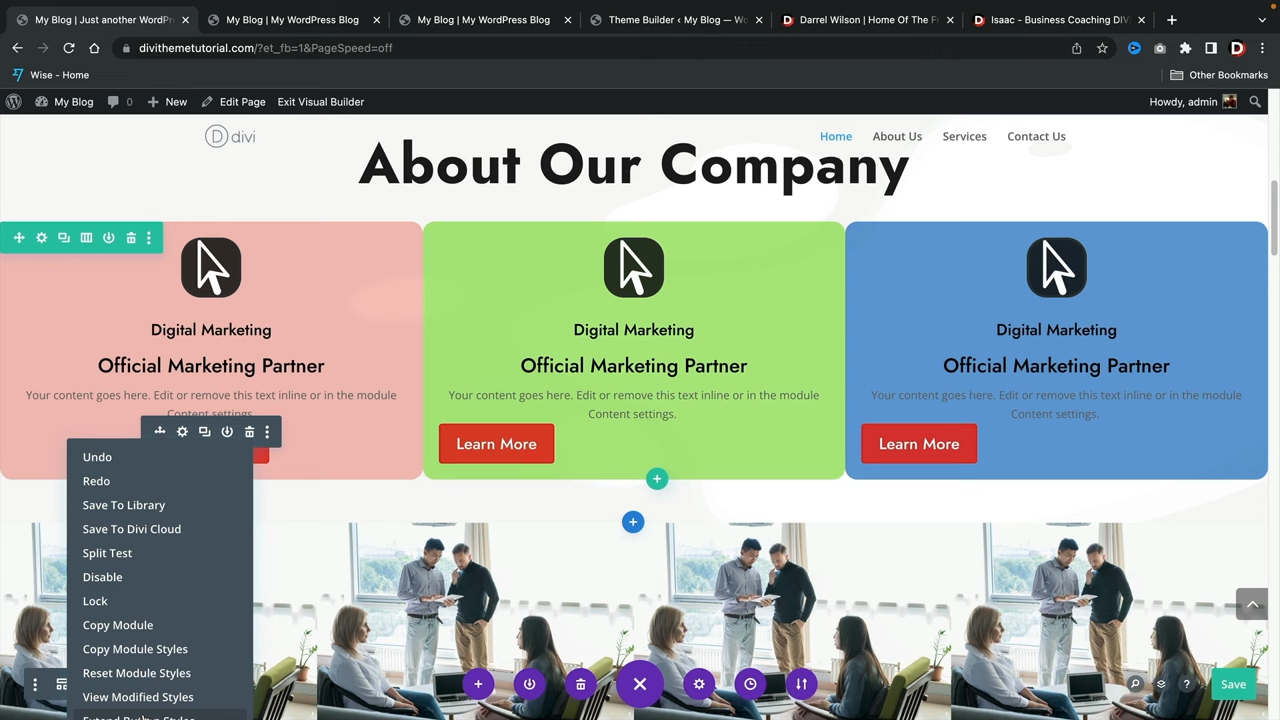 My Blog | Just another WordPr
My Blog | My WordPress Blog
My Blog | My WordPress Blog
Theme Builder ‹ My Blog — Wo
Darrel Wilson | Home Of The Fr
Isaac - Business Coaching DIVI
divithemetutorial.com/?et_fb=1&PageSpeed=off
Wise - Home
Other Bookmarks
My Blog
0
New
Edit Page
Exit Visual Builder
Howdy, admin
divi
Home
About Us
Services
Contact Us
About Our Company
Digital Marketing
Digital Marketing
Digital Marketing
Official Marketing Partner
Official Marketing Partner
Official Marketing Partner
Your content goes here. Edit or remove this text inline or in the module
Content settings.
Your content goes here. Edit or remove this text inline or in the module
Content settings.
Your content goes here. Edit or remove this text inline or in the module
Content settings.
Learn More
Learn More
Undo
Redo
Save To Library
Save To Divi Cloud
Split Test
Disable
Lock
Copy Module
Copy Module Styles
Reset Module Styles
View Modified Styles
Extend Button Styles
Save